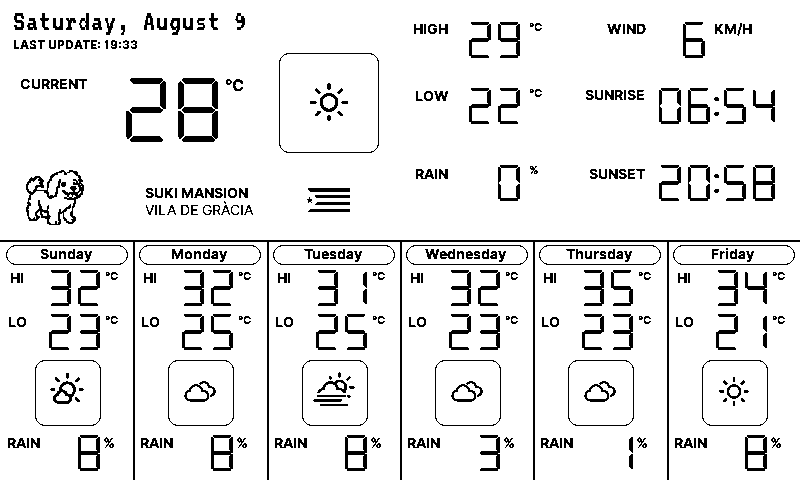 Saturday, August 9
LAST UPDATE: 19:33
CURRENT 28 °C
SUKI MANSION
VILA DE GRÀCIA
HIGH 29 °C
LOW 22 °C
RAIN 0 %
WIND 6 KM/H
SUNRISE 06:54
SUNSET 20:58
Sunday
HI 32 °C
LO 23 °C
RAIN 8 %
Monday
HI 32 °C
LO 25 °C
RAIN 8 %
Tuesday
HI 31 °C
LO 25 °C
RAIN 8 %
Wednesday
HI 32 °C
LO 23 °C
RAIN 3 %
Thursday
HI 35 °C
LO 23 °C
RAIN 1 %
Friday
HI 34 °C
LO 21 °C
RAIN 8 %